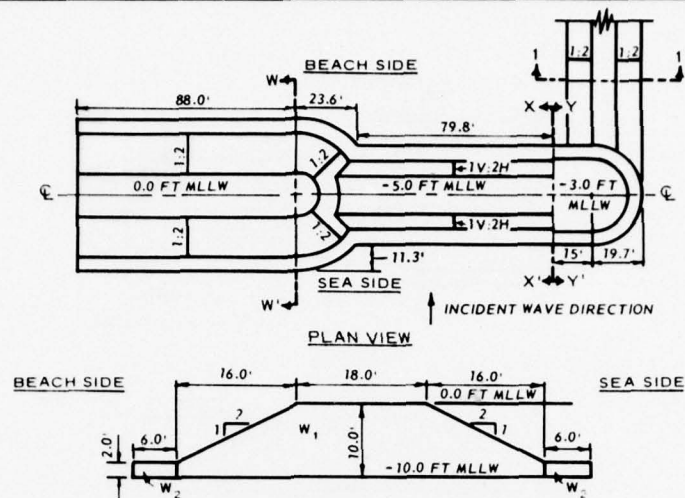 1 1:2 1:2 1
W BEACH SIDE
88.0' 23.6' X Y
79.8'
1:2 1:2 1V:2H
℄ 0.0 FT MLLW -5.0 FT MLLW -3.0 FT MLLW ℄
1:2 1:2 1V:2H
11.3' 15' 19.7'
W' SEA SIDE X' Y'
INCIDENT WAVE DIRECTION
PLAN VIEW
BEACH SIDE 16.0' 18.0' 16.0' SEA SIDE
0.0 FT MLLW
2 2
1 W1 10.0' 1
6.0' 6.0'
2.0' -10.0 FT MLLW
W2 W2